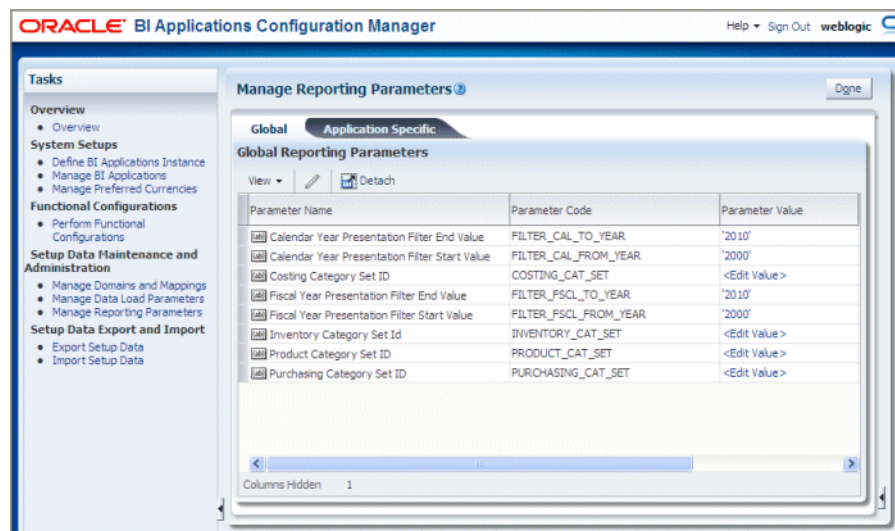 ORACLE BI Applications Configuration Manager
Help Sign Out weblogic
Tasks
Overview
Overview
System Setups
Define BI Applications Instance
Manage BI Applications
Manage Preferred Currencies
Functional Configurations
Perform Functional
Configurations
Setup Data Maintenance and
Administration
Manage Domains and Mappings
Manage Data Load Parameters
Manage Reporting Parameters
Setup Data Export and Import
Export Setup Data
Import Setup Data
Manage Reporting Parameters
Done
Global Application Specific
Global Reporting Parameters
View Detach
Parameter Name Parameter Code Parameter Value
Calendar Year Presentation Filter End Value FILTER_CAL_TO_YEAR '2010'
Calendar Year Presentation Filter Start Value FILTER_CAL_FROM_YEAR '2000'
Costing Category Set ID COSTING_CAT_SET <Edit Value>
Fiscal Year Presentation Filter End Value FILTER_FSCL_TO_YEAR '2010'
Fiscal Year Presentation Filter Start Value FILTER_FSCL_FROM_YEAR '2000'
Inventory Category Set Id INVENTORY_CAT_SET <Edit Value>
Product Category Set ID PRODUCT_CAT_SET <Edit Value>
Purchasing Category Set ID PURCHASING_CAT_SET <Edit Value>
Columns Hidden 1